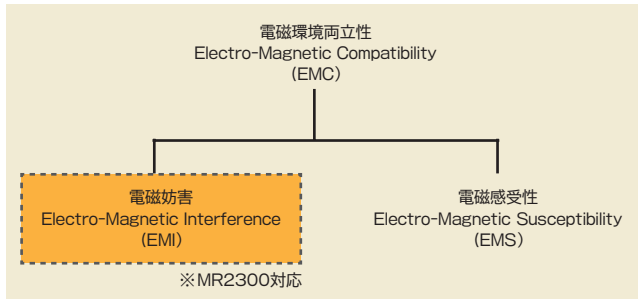 電磁環境両立性
Electro-Magnetic Compatibility
(EMC)
電磁妨害
Electro-Magnetic Interference
(EMI)
電磁感受性
Electro-Magnetic Susceptibility
(EMS)
※MR2300対応